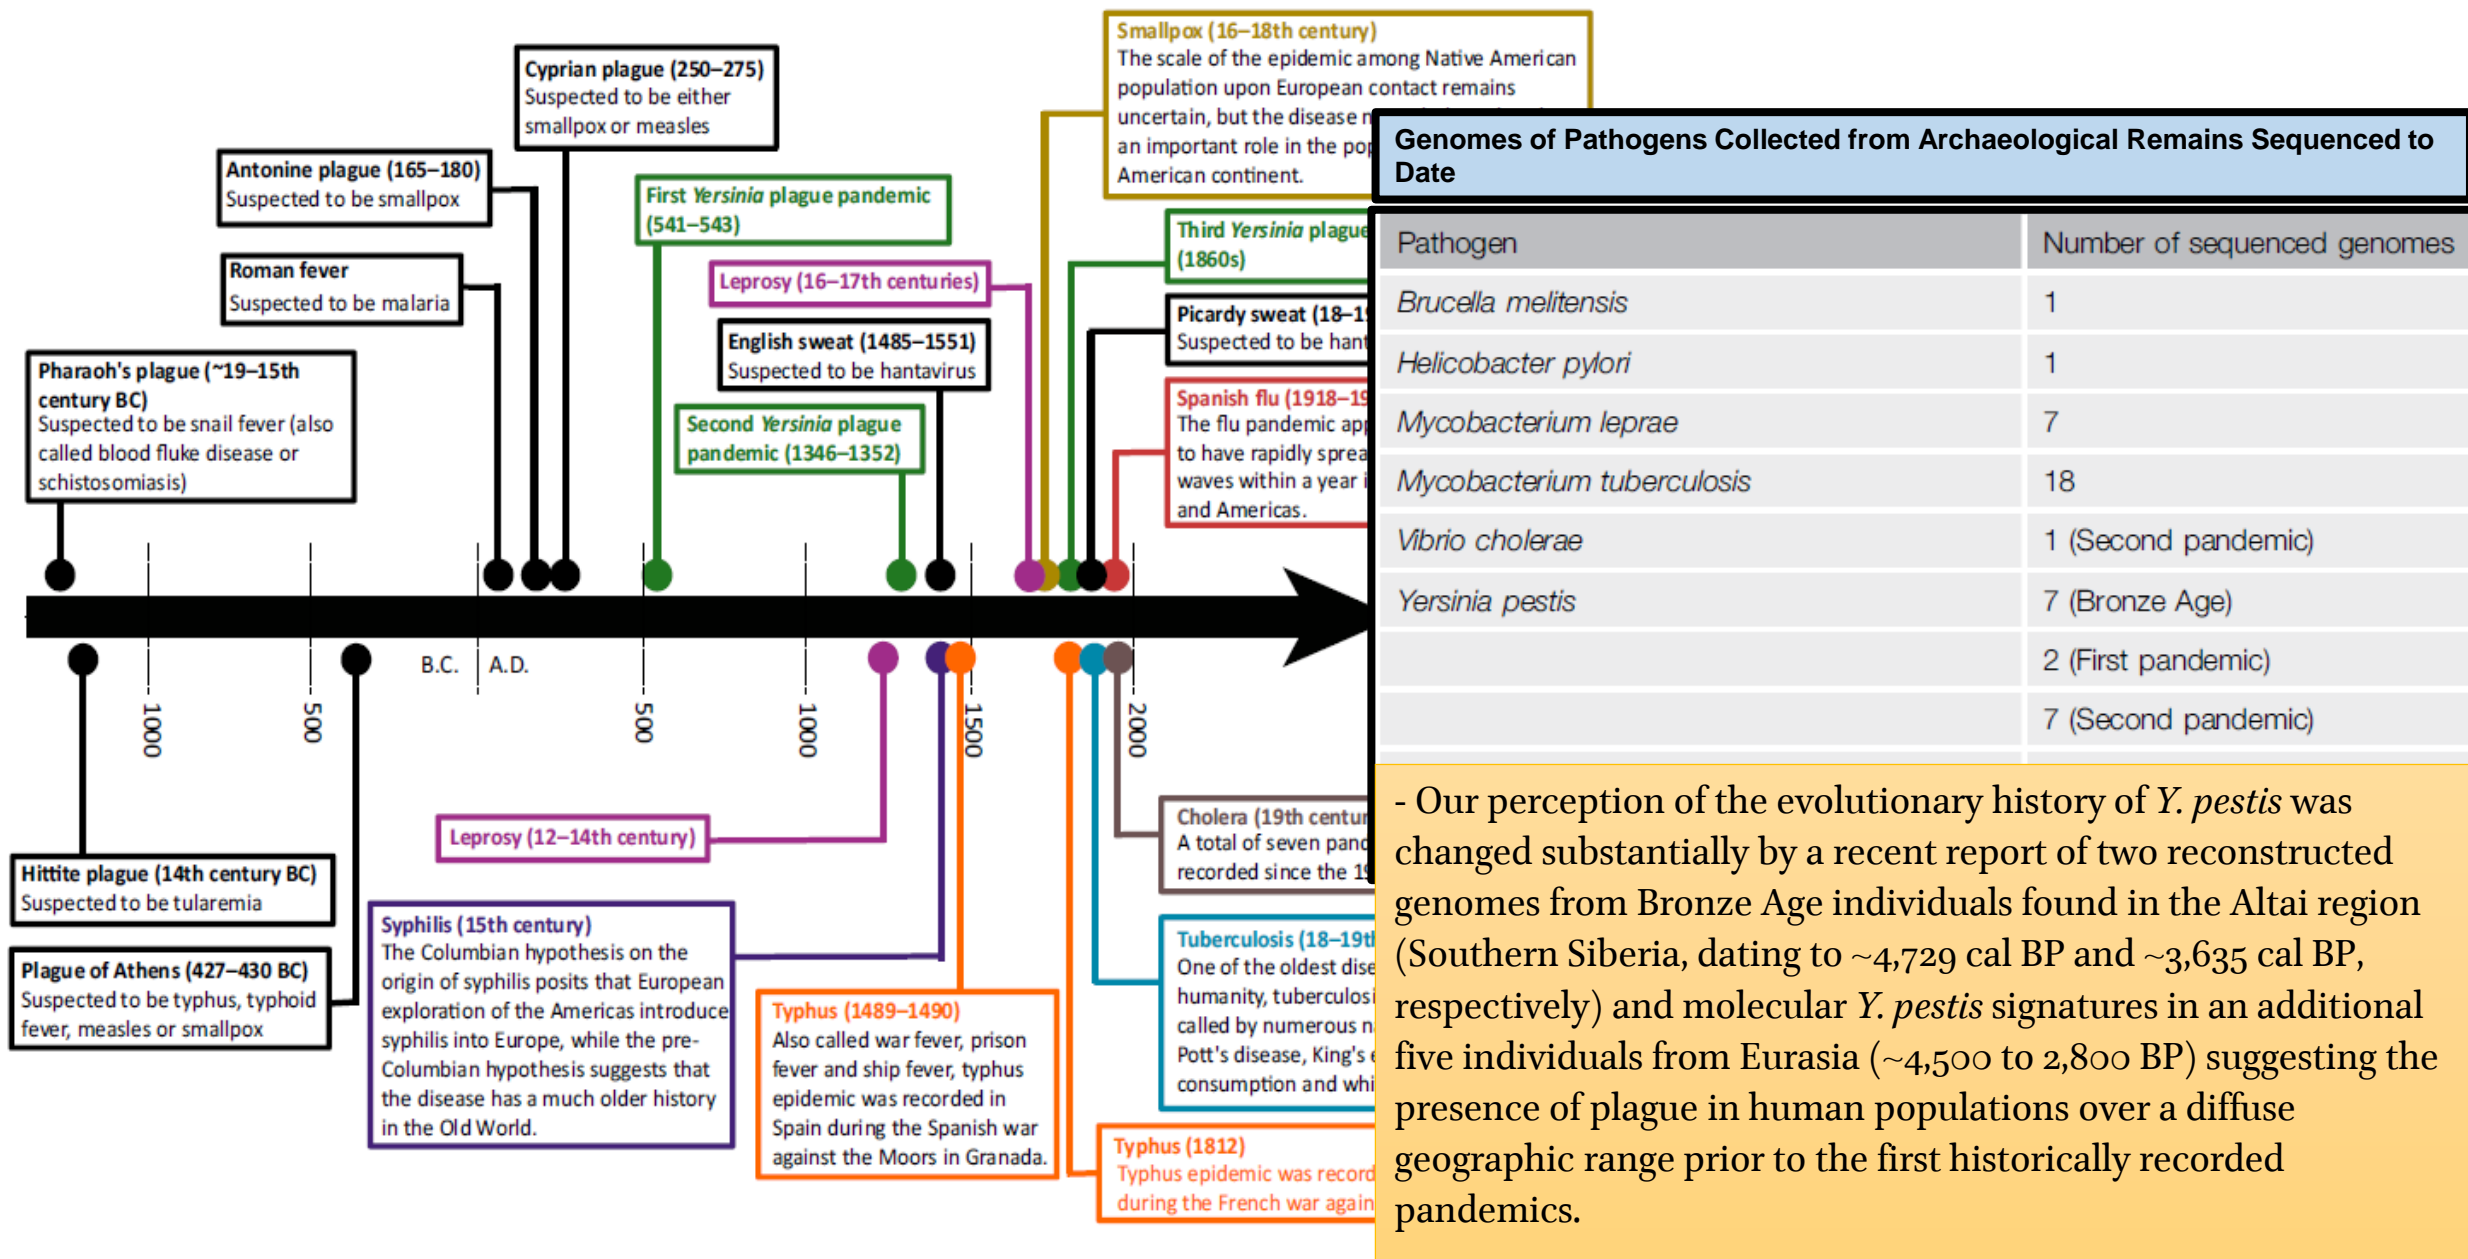 Smallpox (16–18th century)
The scale of the epidemic among Native American
population upon European contact remains
uncertain, but the disease
an important role in the
American continent.
Cyprian plague (250–275)
Suspected to be either
smallpox or measles
Antonine plague (165–180)
Suspected to be smallpox
Roman fever
Suspected to be malaria
Pharaoh's plague (~19–15th
century BC)
Suspected to be snail fever (also
called blood fluke disease or
schistosomiasis)
First Yersinia plague pandemic
(541–543)
Leprosy (16–17th centuries)
English sweat (1485–1551)
Suspected to be hantavirus
Second Yersinia plague
pandemic (1346–1352)
Third Yersinia plague
(1860s)
Picardy sweat (18–
Suspected to be
Spanish flu (1918–
The flu pandemic
to have rapidly
waves within a year
and Americas.
B.C.
A.D.
1000
500
500
1000
1500
2000
Hittite plague (14th century BC)
Suspected to be tularemia
Plague of Athens (427–430 BC)
Suspected to be typhus, typhoid
fever, measles or smallpox
Leprosy (12–14th century)
Syphilis (15th century)
The Columbian hypothesis on the
origin of syphilis posits that European
exploration of the Americas introduce
syphilis into Europe, while the pre-
Columbian hypothesis suggests that
the disease has a much older history
in the Old World.
Typhus (1489–1490)
Also called war fever, prison
fever and ship fever, typhus
epidemic was recorded in
Spain during the Spanish war
against the Moors in Granada.
Cholera (19th
A total of seven
recorded since the
Tuberculosis (18–19th
One of the oldest
humanity,
called by numerous
Pott's disease, King's
consumption and
Typhus (1812)
Typhus epidemic was
during the French war
Genomes of Pathogens Collected from Archaeological Remains Sequenced to
Date
Pathogen Number of sequenced genomes
Brucella melitensis 1
Helicobacter pylori 1
Mycobacterium leprae 7
Mycobacterium tuberculosis 18
Vibrio cholerae 1 (Second pandemic)
Yersinia pestis 7 (Bronze Age)
2 (First pandemic)
7 (Second pandemic)
- Our perception of the evolutionary history of Y. pestis was
changed substantially by a recent report of two reconstructed
genomes from Bronze Age individuals found in the Altai region
(Southern Siberia, dating to ~4,729 cal BP and ~3,635 cal BP,
respectively) and molecular Y. pestis signatures in an additional
five individuals from Eurasia (~4,500 to 2,800 BP) suggesting the
presence of plague in human populations over a diffuse
geographic range prior to the first historically recorded
pandemics.